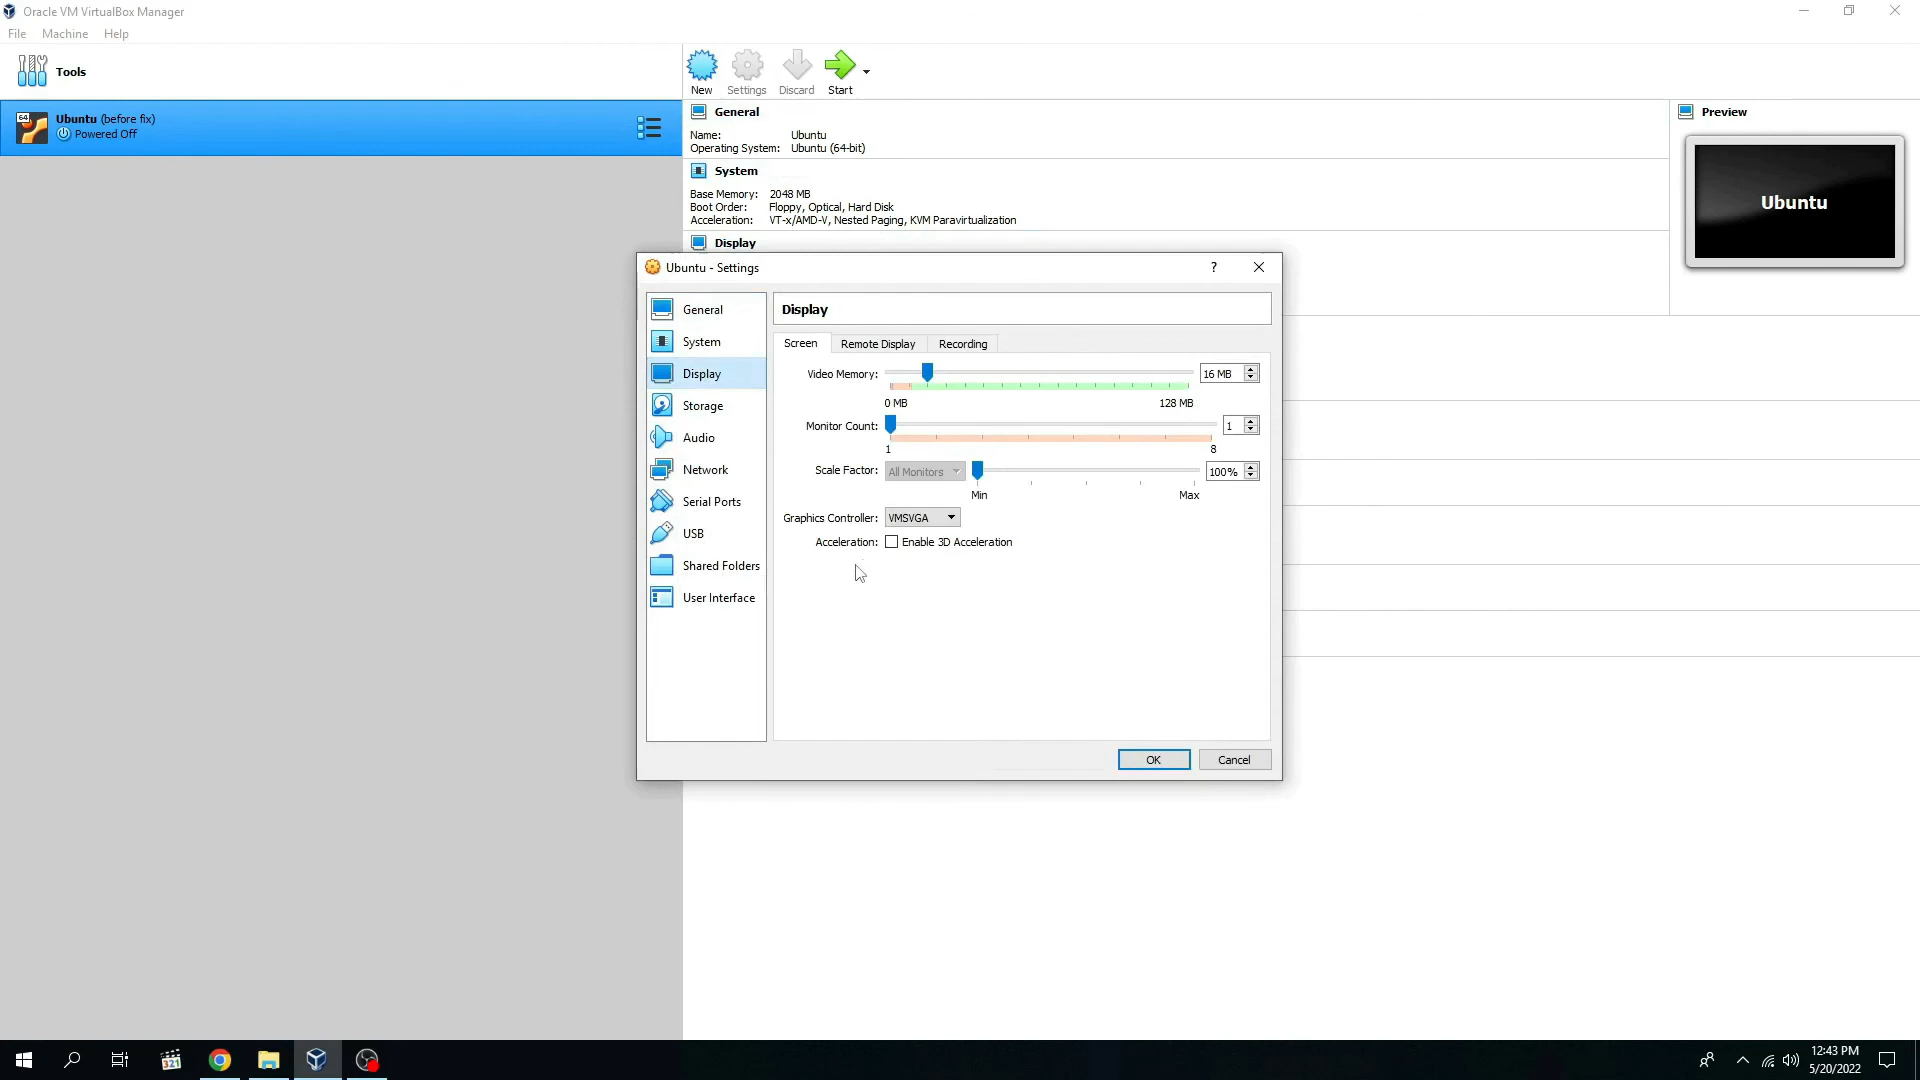 Oracle VM VirtualBox Manager
File Machine Help
Tools
New Settings Discard Start
64
Ubuntu (before fix)
Powered Off
General
Name: Ubuntu
Operating System: Ubuntu (64-bit)
System
Base Memory: 2048 MB
Boot Order: Floppy, Optical, Hard Disk
Acceleration: VT-x/AMD-V, Nested Paging, KVM Paravirtualization
Display
Preview
Ubuntu
Ubuntu - Settings
?
General
System
Display
Storage
Audio
Network
Serial Ports
USB
Shared Folders
User Interface
Display
Screen Remote Display Recording
Video Memory: 16 MB
0 MB 128 MB
Monitor Count: 1
1 8
Scale Factor: All Monitors 100%
Min Max
Graphics Controller: VMSVGA
Acceleration: Enable 3D Acceleration
OK Cancel
321
12:43 PM
5/20/2022